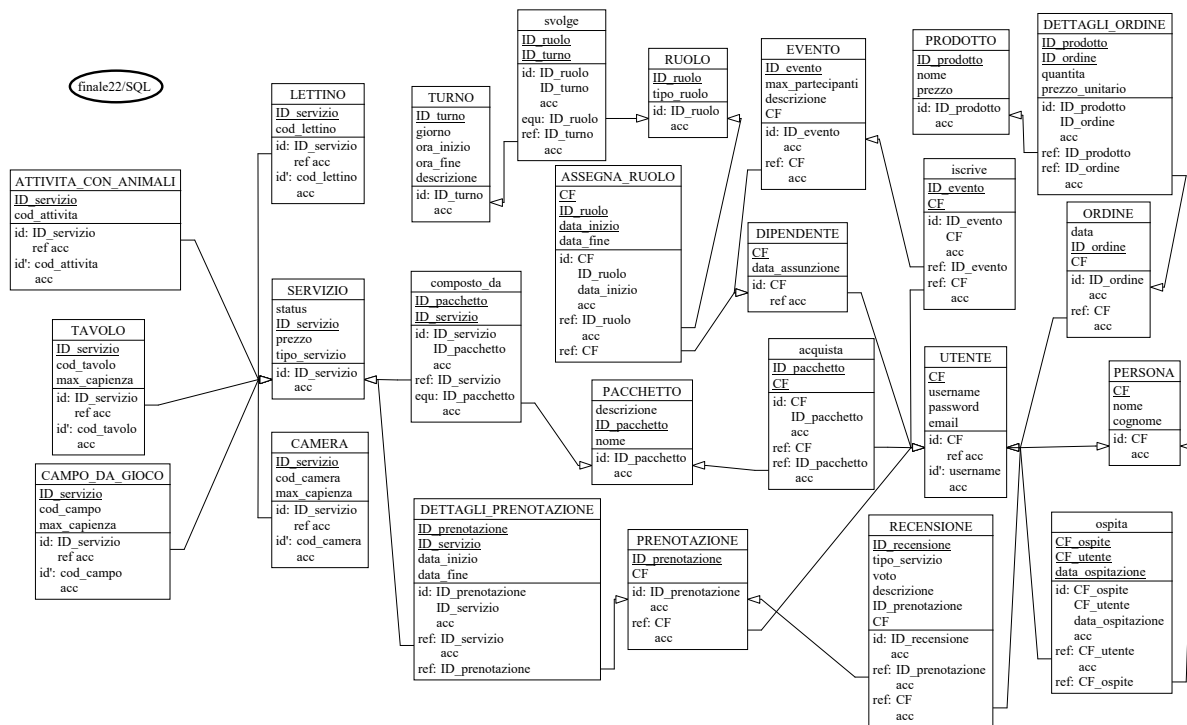 finale22/SQL
ATTIVITA_CON_ANIMALI
ID_servizio
cod_attivita
id: ID_servizio
ref acc
id': cod_attivita
acc
TAVOLO
ID_servizio
cod_tavolo
max_capienza
id: ID_servizio
ref acc
id': cod_tavolo
acc
CAMPO_DA_GIOCO
ID_servizio
cod_campo
max_capienza
id: ID_servizio
ref acc
id': cod_campo
acc
LETTINO
ID_servizio
cod_lettino
id: ID_servizio
ref acc
id': cod_lettino
acc
SERVIZIO
status
ID_servizio
prezzo
tipo_servizio
id: ID_servizio
acc
CAMERA
ID_servizio
cod_camera
max_capienza
id: ID_servizio
ref acc
id': cod_camera
acc
TURNO
ID_turno
giorno
ora_inizio
ora_fine
descrizione
id: ID_turno
acc
svolge
ID_ruolo
ID_turno
id: ID_ruolo
ID_turno
acc
equ: ID_ruolo
ref: ID_turno
acc
RUOLO
ID_ruolo
tipo_ruolo
id: ID_ruolo
acc
ASSEGNA_RUOLO
CF
ID_ruolo
data_inizio
data_fine
id: CF
ID_ruolo
data_inizio
acc
ref: ID_ruolo
acc
ref: CF
composto_da
ID_pacchetto
ID_servizio
id: ID_servizio
ID_pacchetto
acc
ref: ID_servizio
equ: ID_pacchetto
acc
PACCHETTO
descrizione
ID_pacchetto
nome
id: ID_pacchetto
acc
DETTAGLI_PRENOTAZIONE
ID_prenotazione
ID_servizio
data_inizio
data_fine
id: ID_prenotazione
ID_servizio
acc
ref: ID_servizio
acc
ref: ID_prenotazione
PRENOTAZIONE
ID_prenotazione
CF
id: ID_prenotazione
acc
ref: CF
acc
EVENTO
ID_evento
max_partecipanti
descrizione
CF
id: ID_evento
acc
ref: CF
acc
DIPENDENTE
CF
data_assunzione
id: CF
ref acc
acquista
ID_pacchetto
CF
id: CF
ID_pacchetto
acc
ref: CF
ref: ID_pacchetto
acc
RECENSIONE
ID_recensione
tipo_servizio
voto
descrizione
ID_prenotazione
CF
id: ID_recensione
acc
ref: ID_prenotazione
acc
ref: CF
acc
PRODOTTO
ID_prodotto
nome
prezzo
id: ID_prodotto
acc
iscrive
ID_evento
CF
id: ID_evento
CF
acc
ref: ID_evento
ref: CF
acc
UTENTE
CF
username
password
email
id: CF
ref acc
id': username
acc
DETTAGLI_ORDINE
ID_prodotto
ID_ordine
quantita
prezzo_unitario
id: ID_prodotto
ID_ordine
acc
ref: ID_prodotto
ref: ID_ordine
acc
ORDINE
data
ID_ordine
CF
id: ID_ordine
acc
ref: CF
acc
PERSONA
CF
nome
cognome
id: CF
acc
ospita
CF_ospite
CF_utente
data_ospitazione
id: CF_ospite
CF_utente
data_ospitazione
acc
ref: CF_utente
acc
ref: CF_ospite